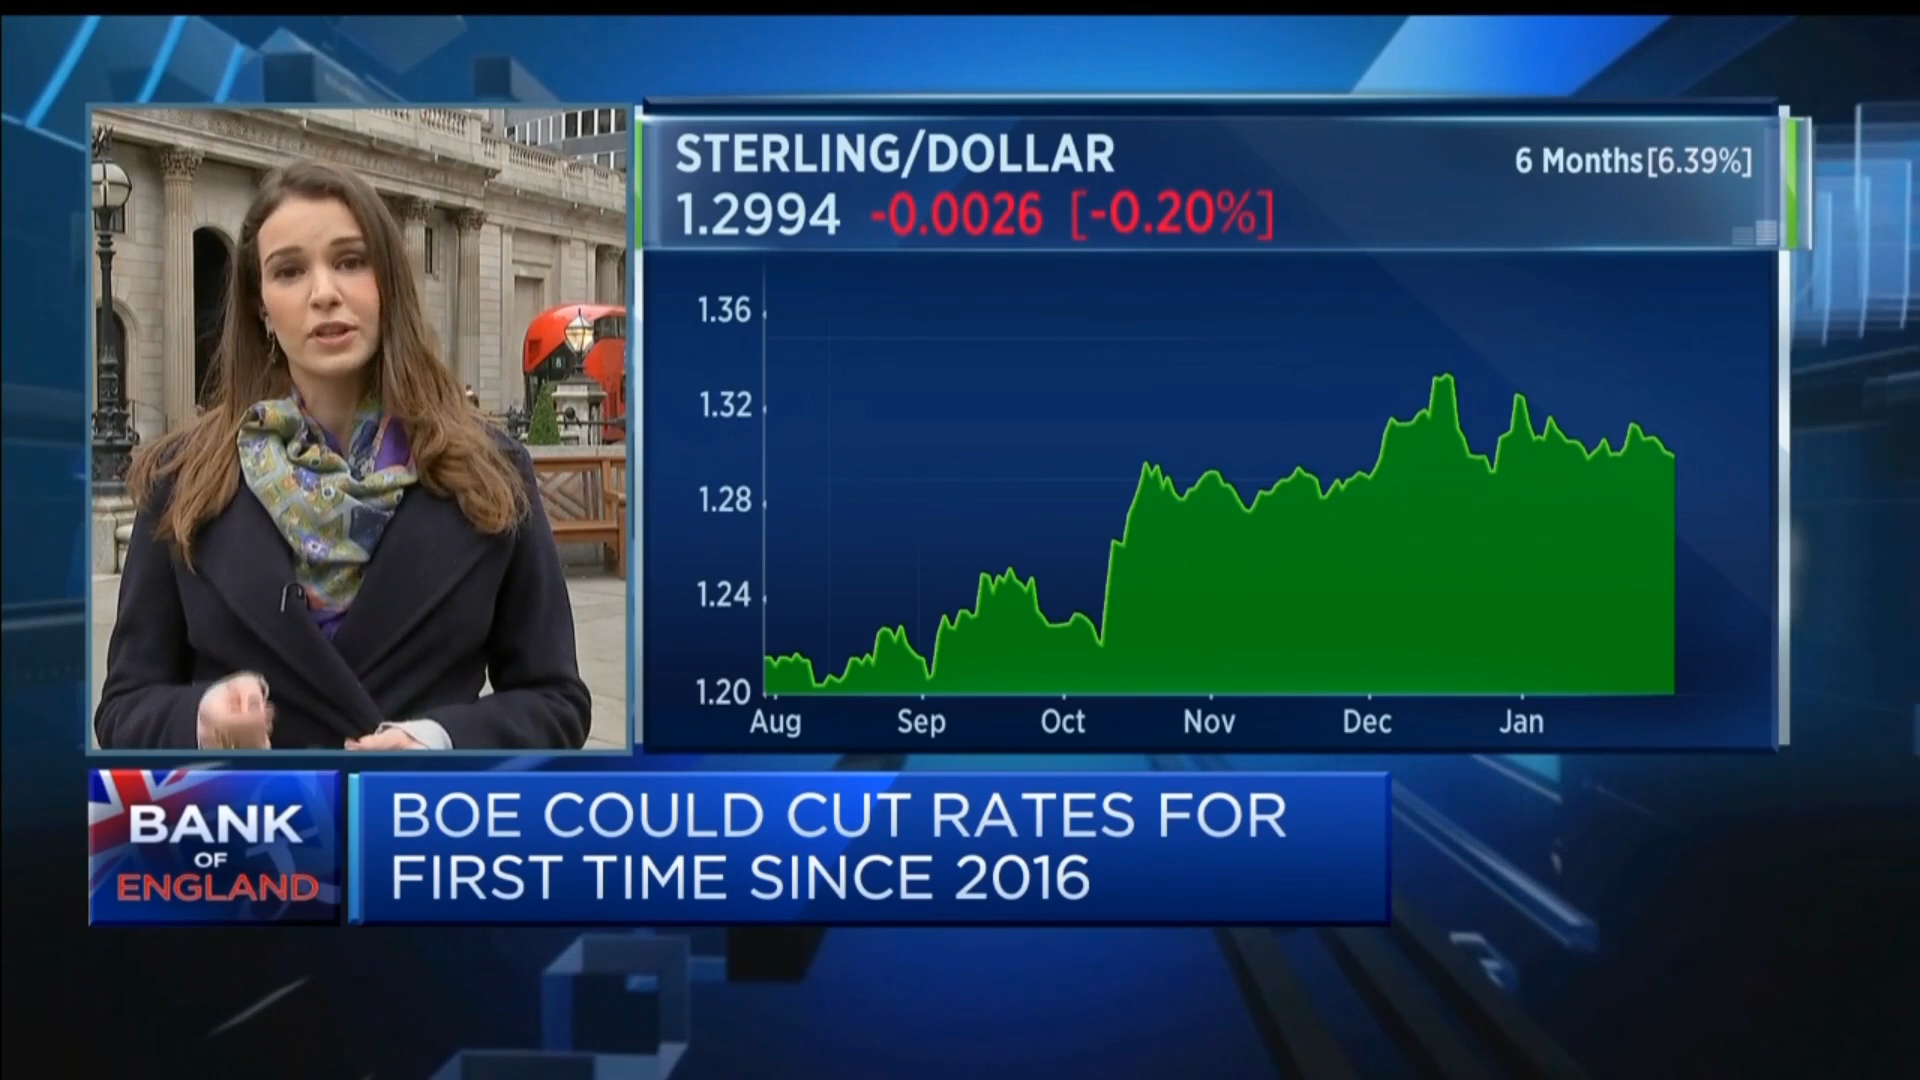 STERLING/DOLLAR
6 Months [6.39%]
1.2994 -0.0026 [-0.20%]
1.36
1.32
1.28
1.24
1.20
Aug Sep Oct Nov Dec Jan
BANK
OF
ENGLAND
BOE COULD CUT RATES FOR
FIRST TIME SINCE 2016